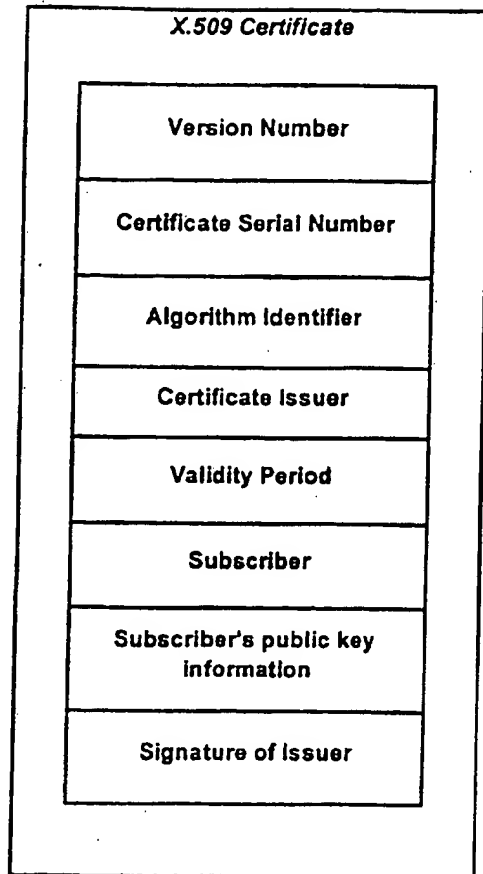 X.509 Certificate
Version Number
Certificate Serial Number
Algorithm Identifier
Certificate Issuer
Validity Period
Subscriber
Subscriber's public key
information
Signature of Issuer